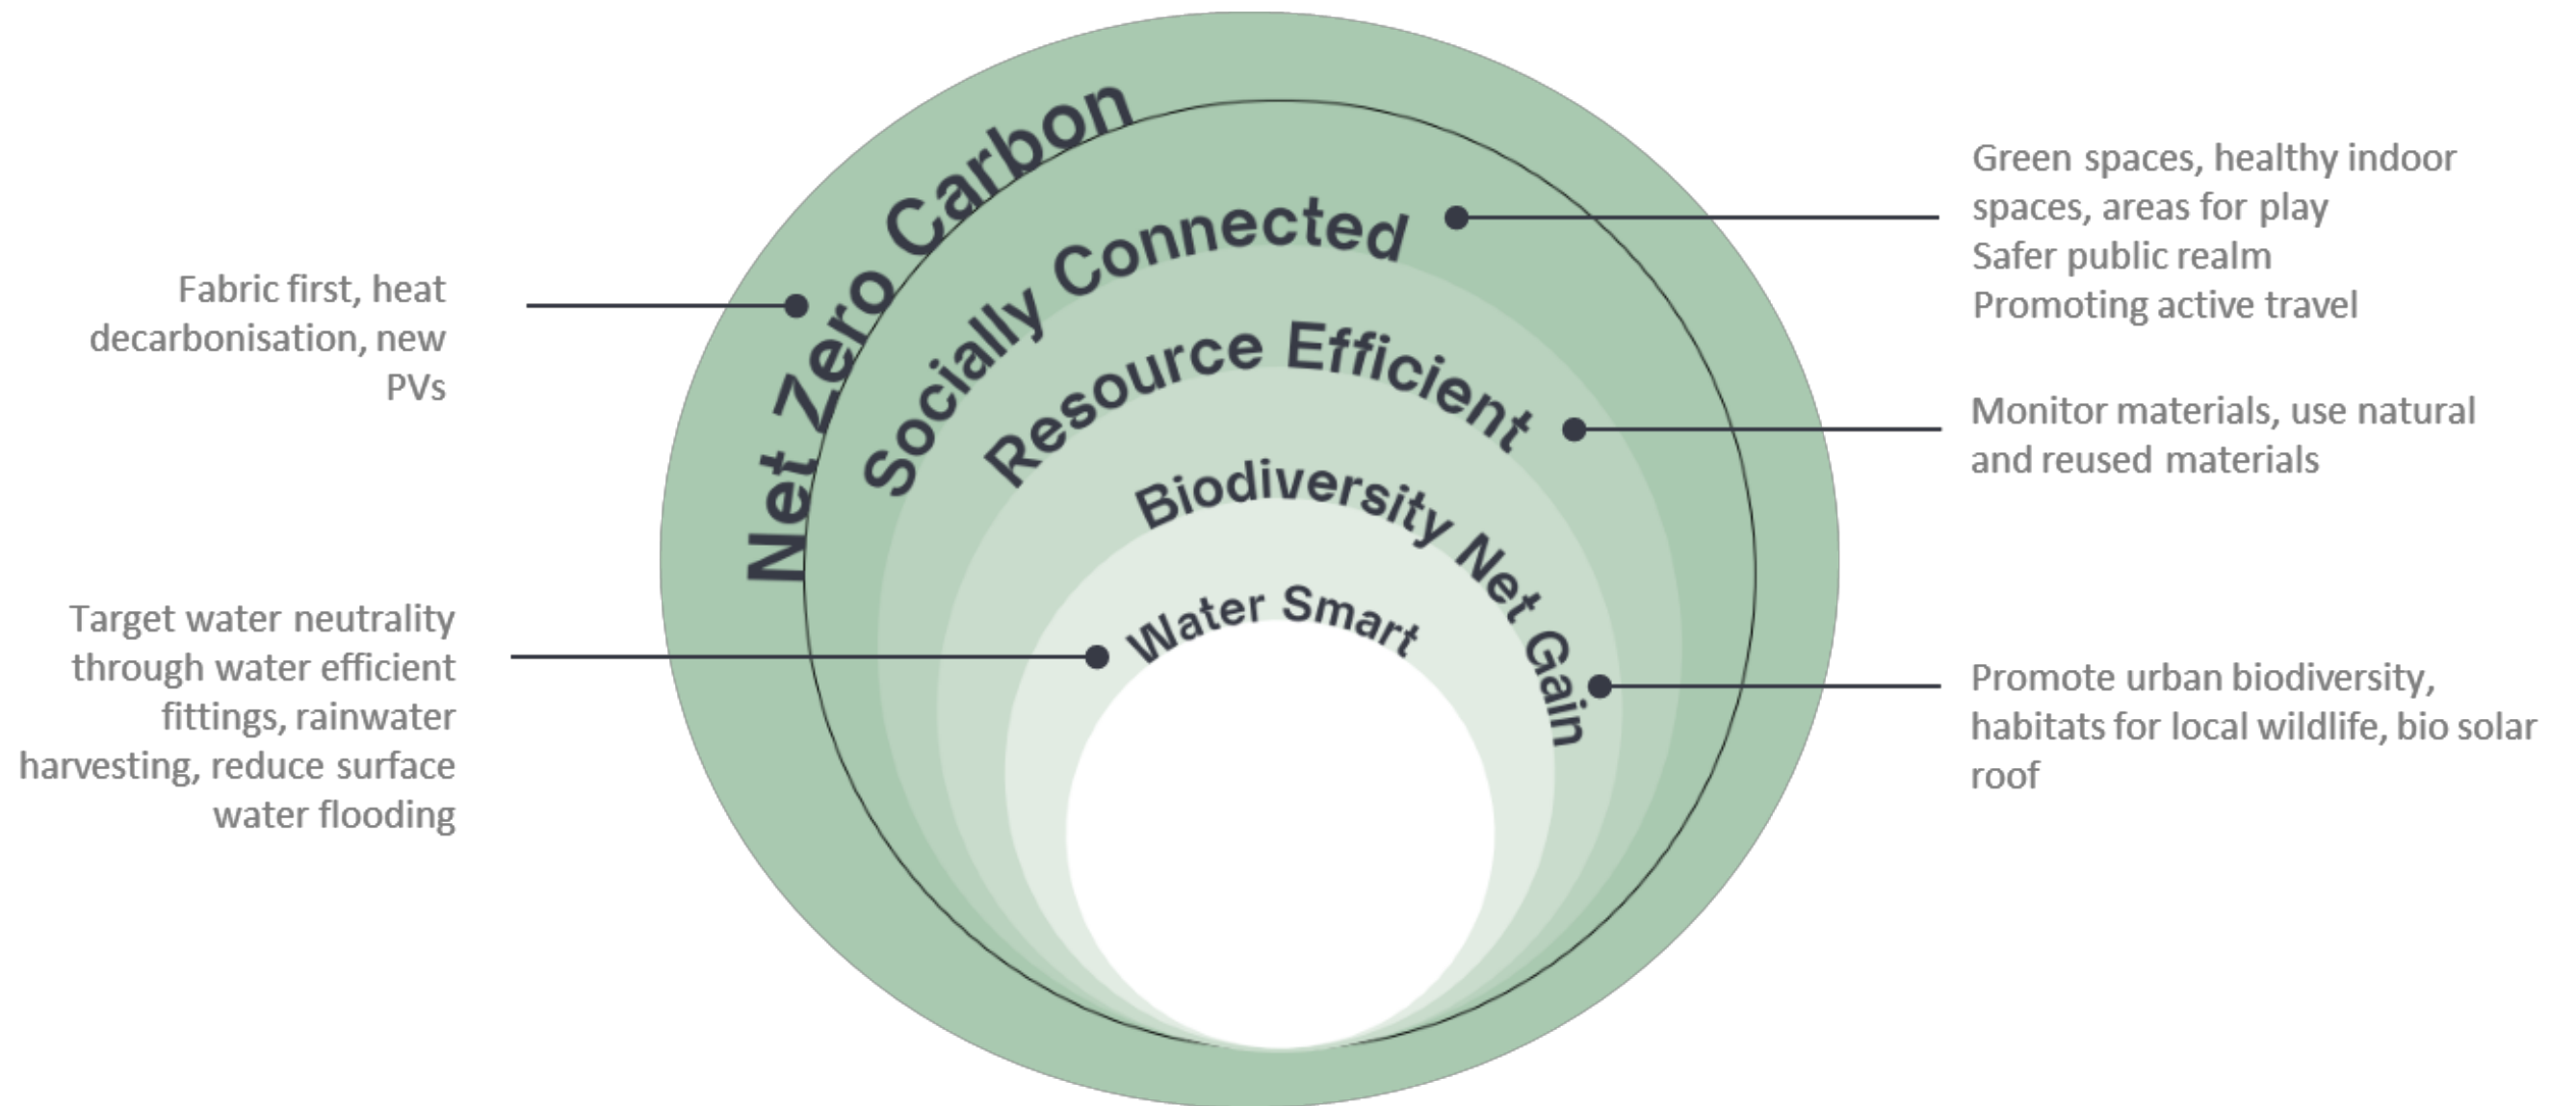 Net Zero Carbon
Socially Connected
Resource Efficient
Biodiversity Net Gain
Water Smart
Fabric first, heat
decarbonisation, new
PVs
Target water neutrality
through water efficient
fittings, rainwater
harvesting, reduce surface
water flooding
Green spaces, healthy indoor
spaces, areas for play
Safer public realm
Promoting active travel
Monitor materials, use natural
and reused materials
Promote urban biodiversity,
habitats for local wildlife, bio solar
roof